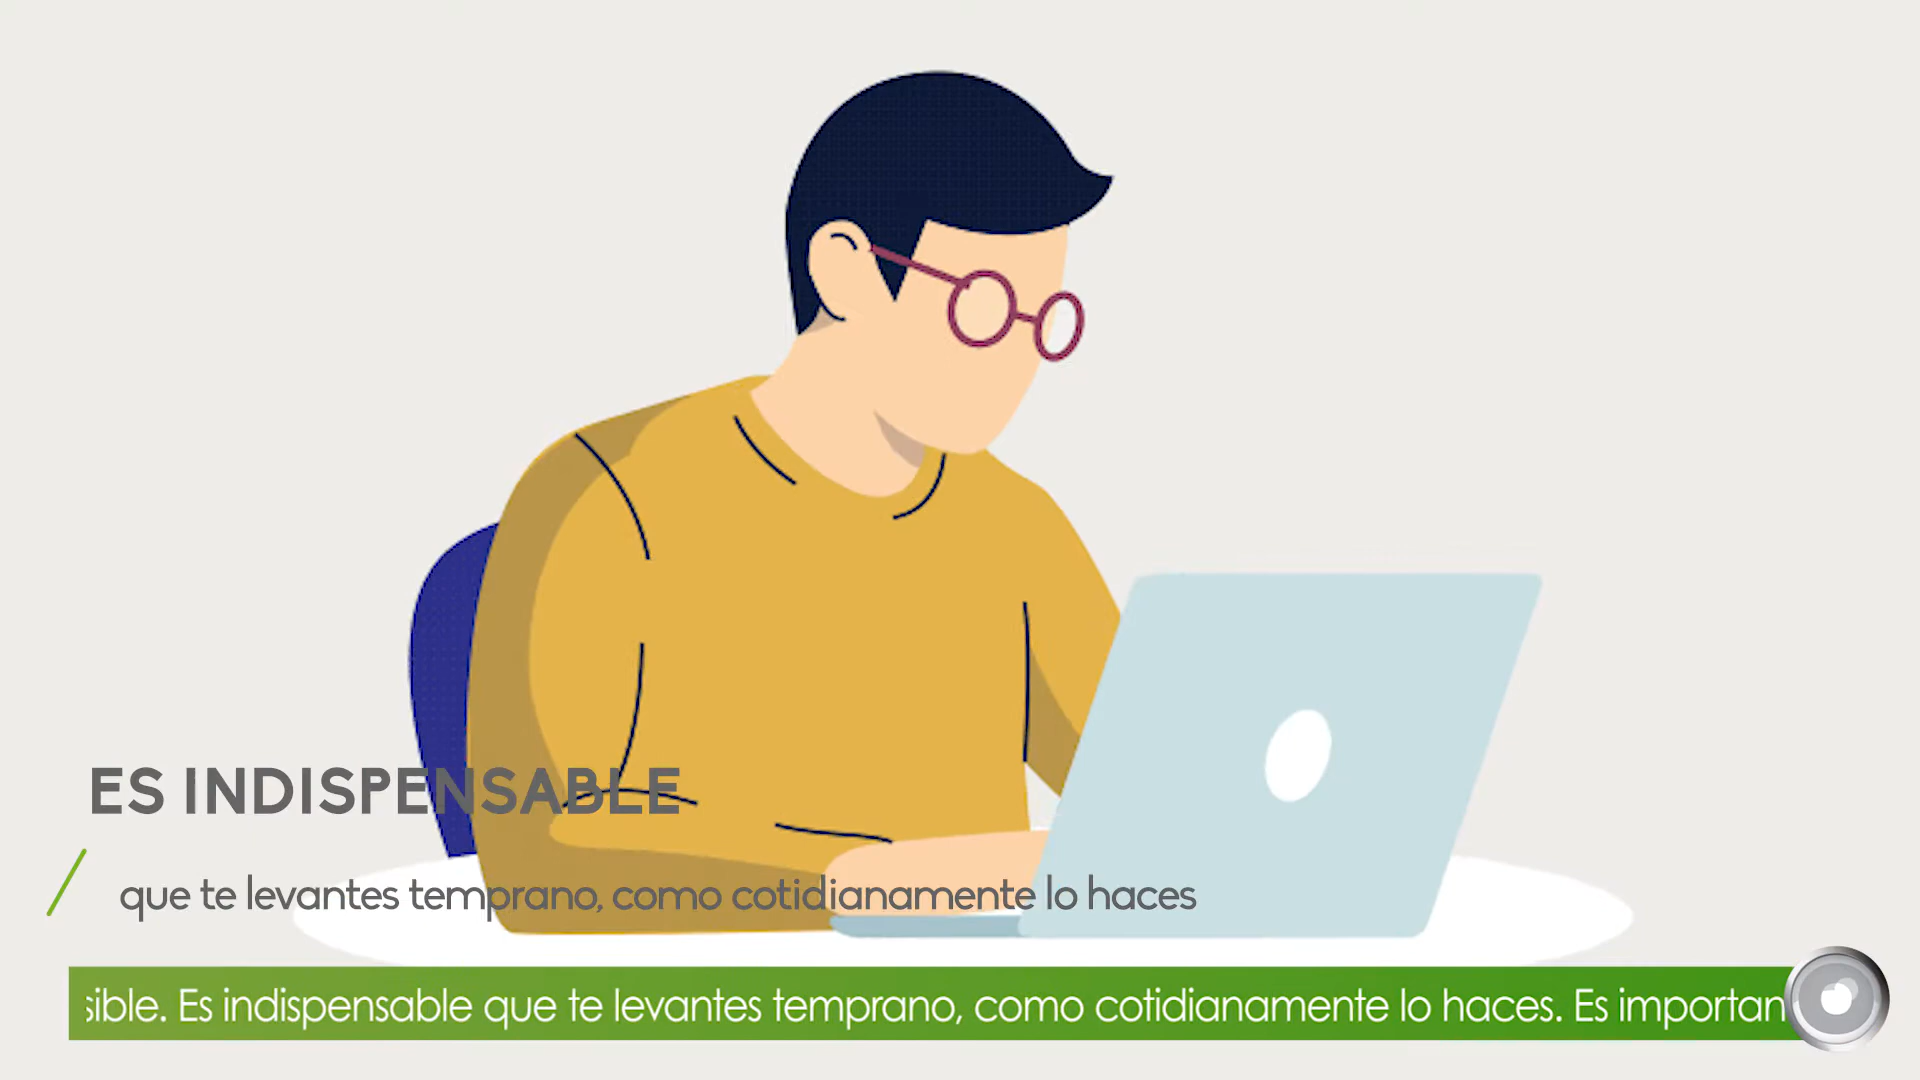 ES INDISPENSABLE
que te levantes temprano, como cotidianamente lo haces
sible. Es indispensable que te levantes temprano, como cotidianamente lo haces. Es importan